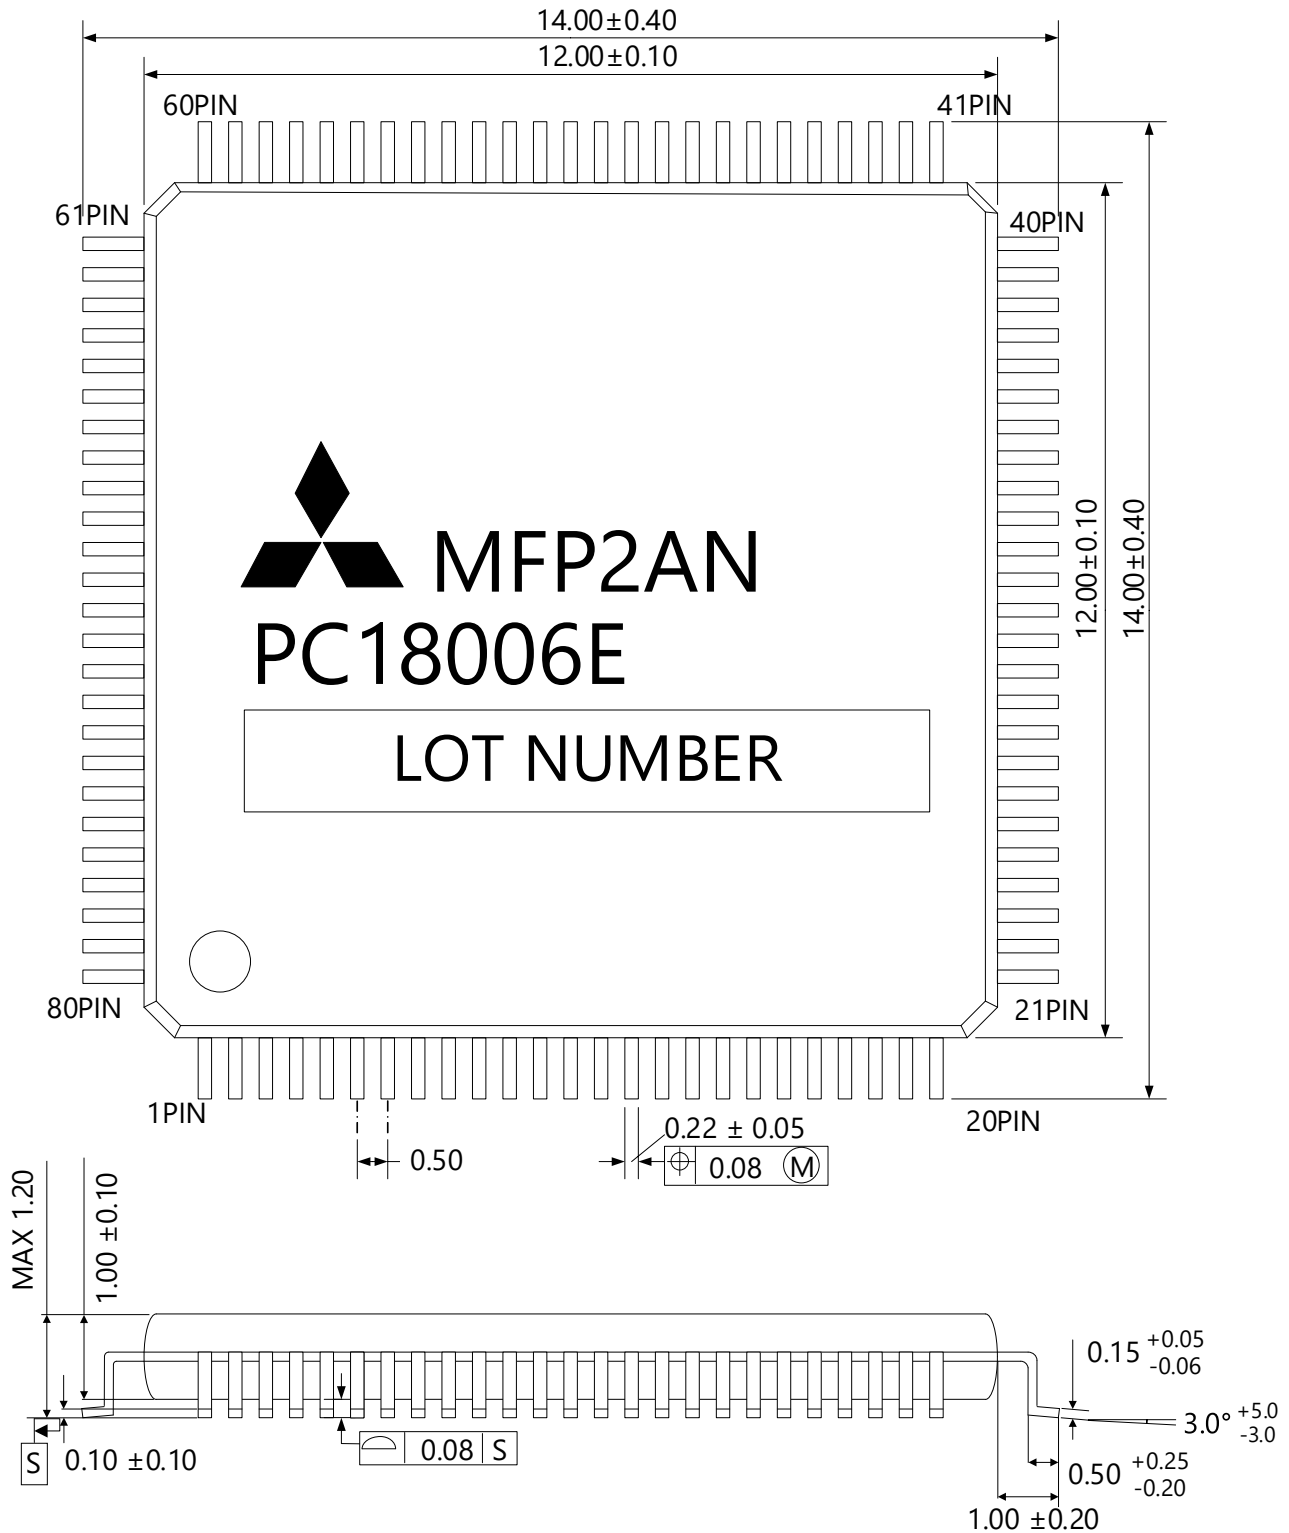 14.00±0.40
12.00±0.10
60PIN
41PIN
61PIN
40PIN
MFP2AN
PC18006E
LOT NUMBER
12.00±0.10
14.00±0.40
80PIN
21PIN
1PIN
20PIN
0.50
0.22 ± 0.05
0.08 Ⓜ
MAX 1.20
1.00 ±0.10
0.15 +0.05
-0.06
3.0° +5.0
-3.0
S
0.10 ±0.10
0.08 S
0.50 +0.25
-0.20
1.00 ±0.20